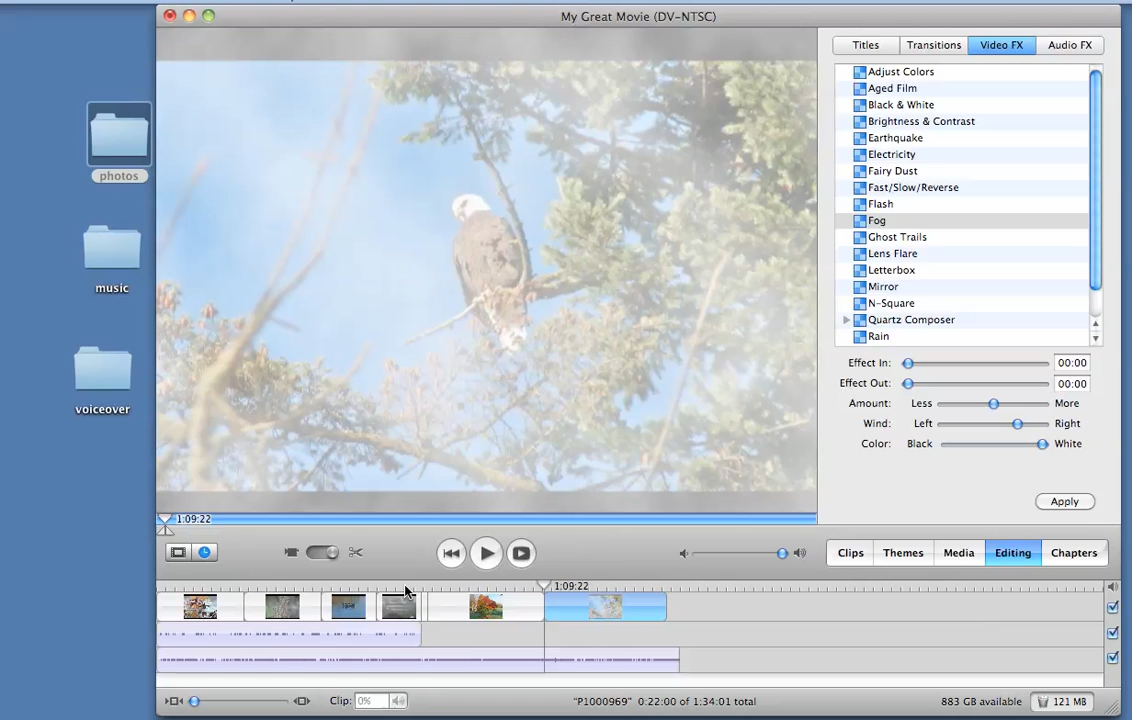 My Great Movie (DV-NTSC)
Titles
Transitions
Video FX
Audio FX
Adjust Colors
Aged Film
Black & White
Brightness & Contrast
Earthquake
Electricity
Fairy Dust
Fast/Slow/Reverse
Flash
Fog
Ghost Trails
Lens Flare
Letterbox
Mirror
N-Square
Quartz Composer
Rain
Effect In: 00:00
Effect Out: 00:00
Amount: Less More
Wind: Left Right
Color: Black White
Apply
photos
music
voiceover
1:09:22
Clips
Themes
Media
Editing
Chapters
1:09:22
Clip: 0%
"P1000969" 0:22:00 of 1:34:01 total
883 GB available
121 MB